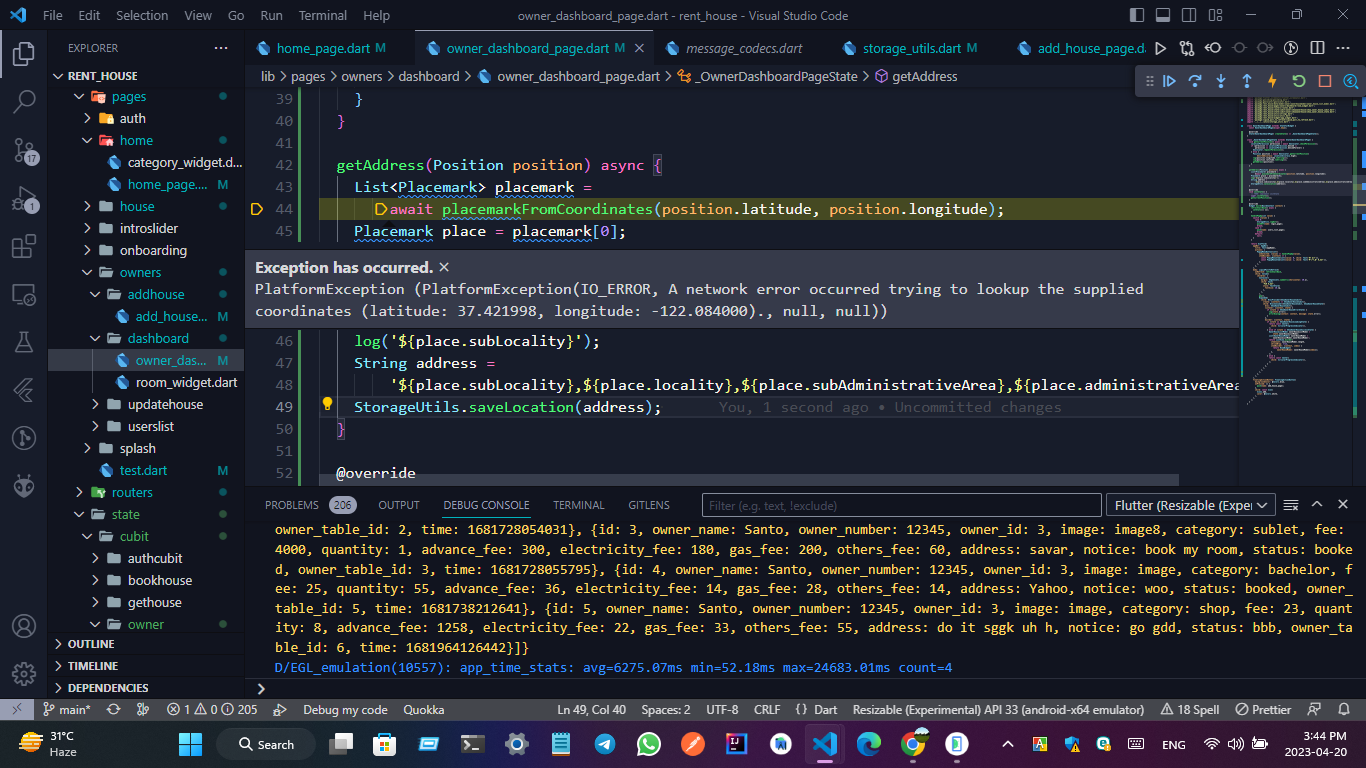 File Edit Selection View Go Run Terminal Help
owner_dashboard_page.dart - rent_house - Visual Studio Code
EXPLORER
home_page.dart M
owner_dashboard_page.dart M
message_codecs.dart
storage_utils.dart M
add_house_page.d
lib > pages > owners > dashboard > owner_dashboard_page.dart > _OwnerDashboardPageState > getAddress
RENT_HOUSE
pages
auth
home
category_widget.d...
home_page.... M
house
introslider
onboarding
owners
addhouse
add_house... M
dashboard
owner_das... M
room_widget.dart
updatehouse
userslist
splash
test.dart M
routers
state
cubit
authcubit
bookhouse
gethouse
owner
OUTLINE
TIMELINE
DEPENDENCIES
17
1
39 }
40 }
41
42 getAddress(Position position) async {
43 List<Placemark> placemark =
44 await placemarkFromCoordinates(position.latitude, position.longitude);
45 Placemark place = placemark[0];
Exception has occurred. ×
PlatformException (PlatformException(IO_ERROR, A network error occurred trying to lookup the supplied
coordinates (latitude: 37.421998, longitude: -122.084000)., null, null))
46 log('${place.subLocality}');
47 String address =
48 '${place.subLocality},${place.locality},${place.subAdministrativeArea},${place.administrativeArea
49 StorageUtils.saveLocation(address); You, 1 second ago • Uncommitted changes
50 }
51
52 @override
PROBLEMS 206 OUTPUT DEBUG CONSOLE TERMINAL GITLENS
Filter (e.g. text, !exclude)
Flutter (Resizable (Exper
owner_table_id: 2, time: 1681728054031}, {id: 3, owner_name: Santo, owner_number: 12345, owner_id: 3, image: image8, category: sublet, fee:
4000, quantity: 1, advance_fee: 300, electricity_fee: 180, gas_fee: 200, others_fee: 60, address: savar, notice: book my room, status: booke
d, owner_table_id: 3, time: 1681728055795}, {id: 4, owner_name: Santo, owner_number: 12345, owner_id: 3, image: image, category: bachelor, f
ee: 25, quantity: 55, advance_fee: 36, electricity_fee: 14, gas_fee: 28, others_fee: 14, address: Yahoo, notice: woo, status: booked, owner_
table_id: 5, time: 1681738212641}, {id: 5, owner_name: Santo, owner_number: 12345, owner_id: 3, image: image, category: shop, fee: 23, quant
ity: 8, advance_fee: 1258, electricity_fee: 22, gas_fee: 33, others_fee: 55, address: do it sggk uh h, notice: go gdd, status: bbb, owner_ta
ble_id: 6, time: 1681964126442}]}
D/EGL_emulation(10557): app_time_stats: avg=6275.07ms min=52.18ms max=24683.01ms count=4
main* 1 0 205 Debug my code Quokka Ln 49, Col 40 Spaces: 2 UTF-8 CRLF {} Dart Resizable (Experimental) API 33 (android-x64 emulator) 18 Spell Prettier
31°C
Haze
Search
ENG
3:44 PM
2023-04-20